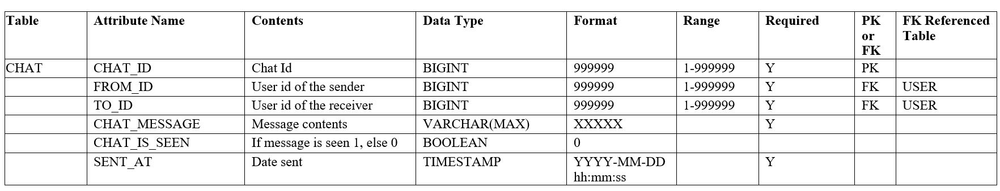 Table Attribute Name Contents Data Type Format Range Required PK or FK FK Referenced Table
CHAT CHAT_ID Chat Id BIGINT 999999 1-999999 Y PK
FROM_ID User id of the sender BIGINT 999999 1-999999 Y FK USER
TO_ID User id of the receiver BIGINT 999999 1-999999 Y FK USER
CHAT_MESSAGE Message contents VARCHAR(MAX) XXXXX Y
CHAT_IS_SEEN If message is seen 1, else 0 BOOLEAN 0
SENT_AT Date sent TIMESTAMP YYYY-MM-DD hh:mm:ss Y